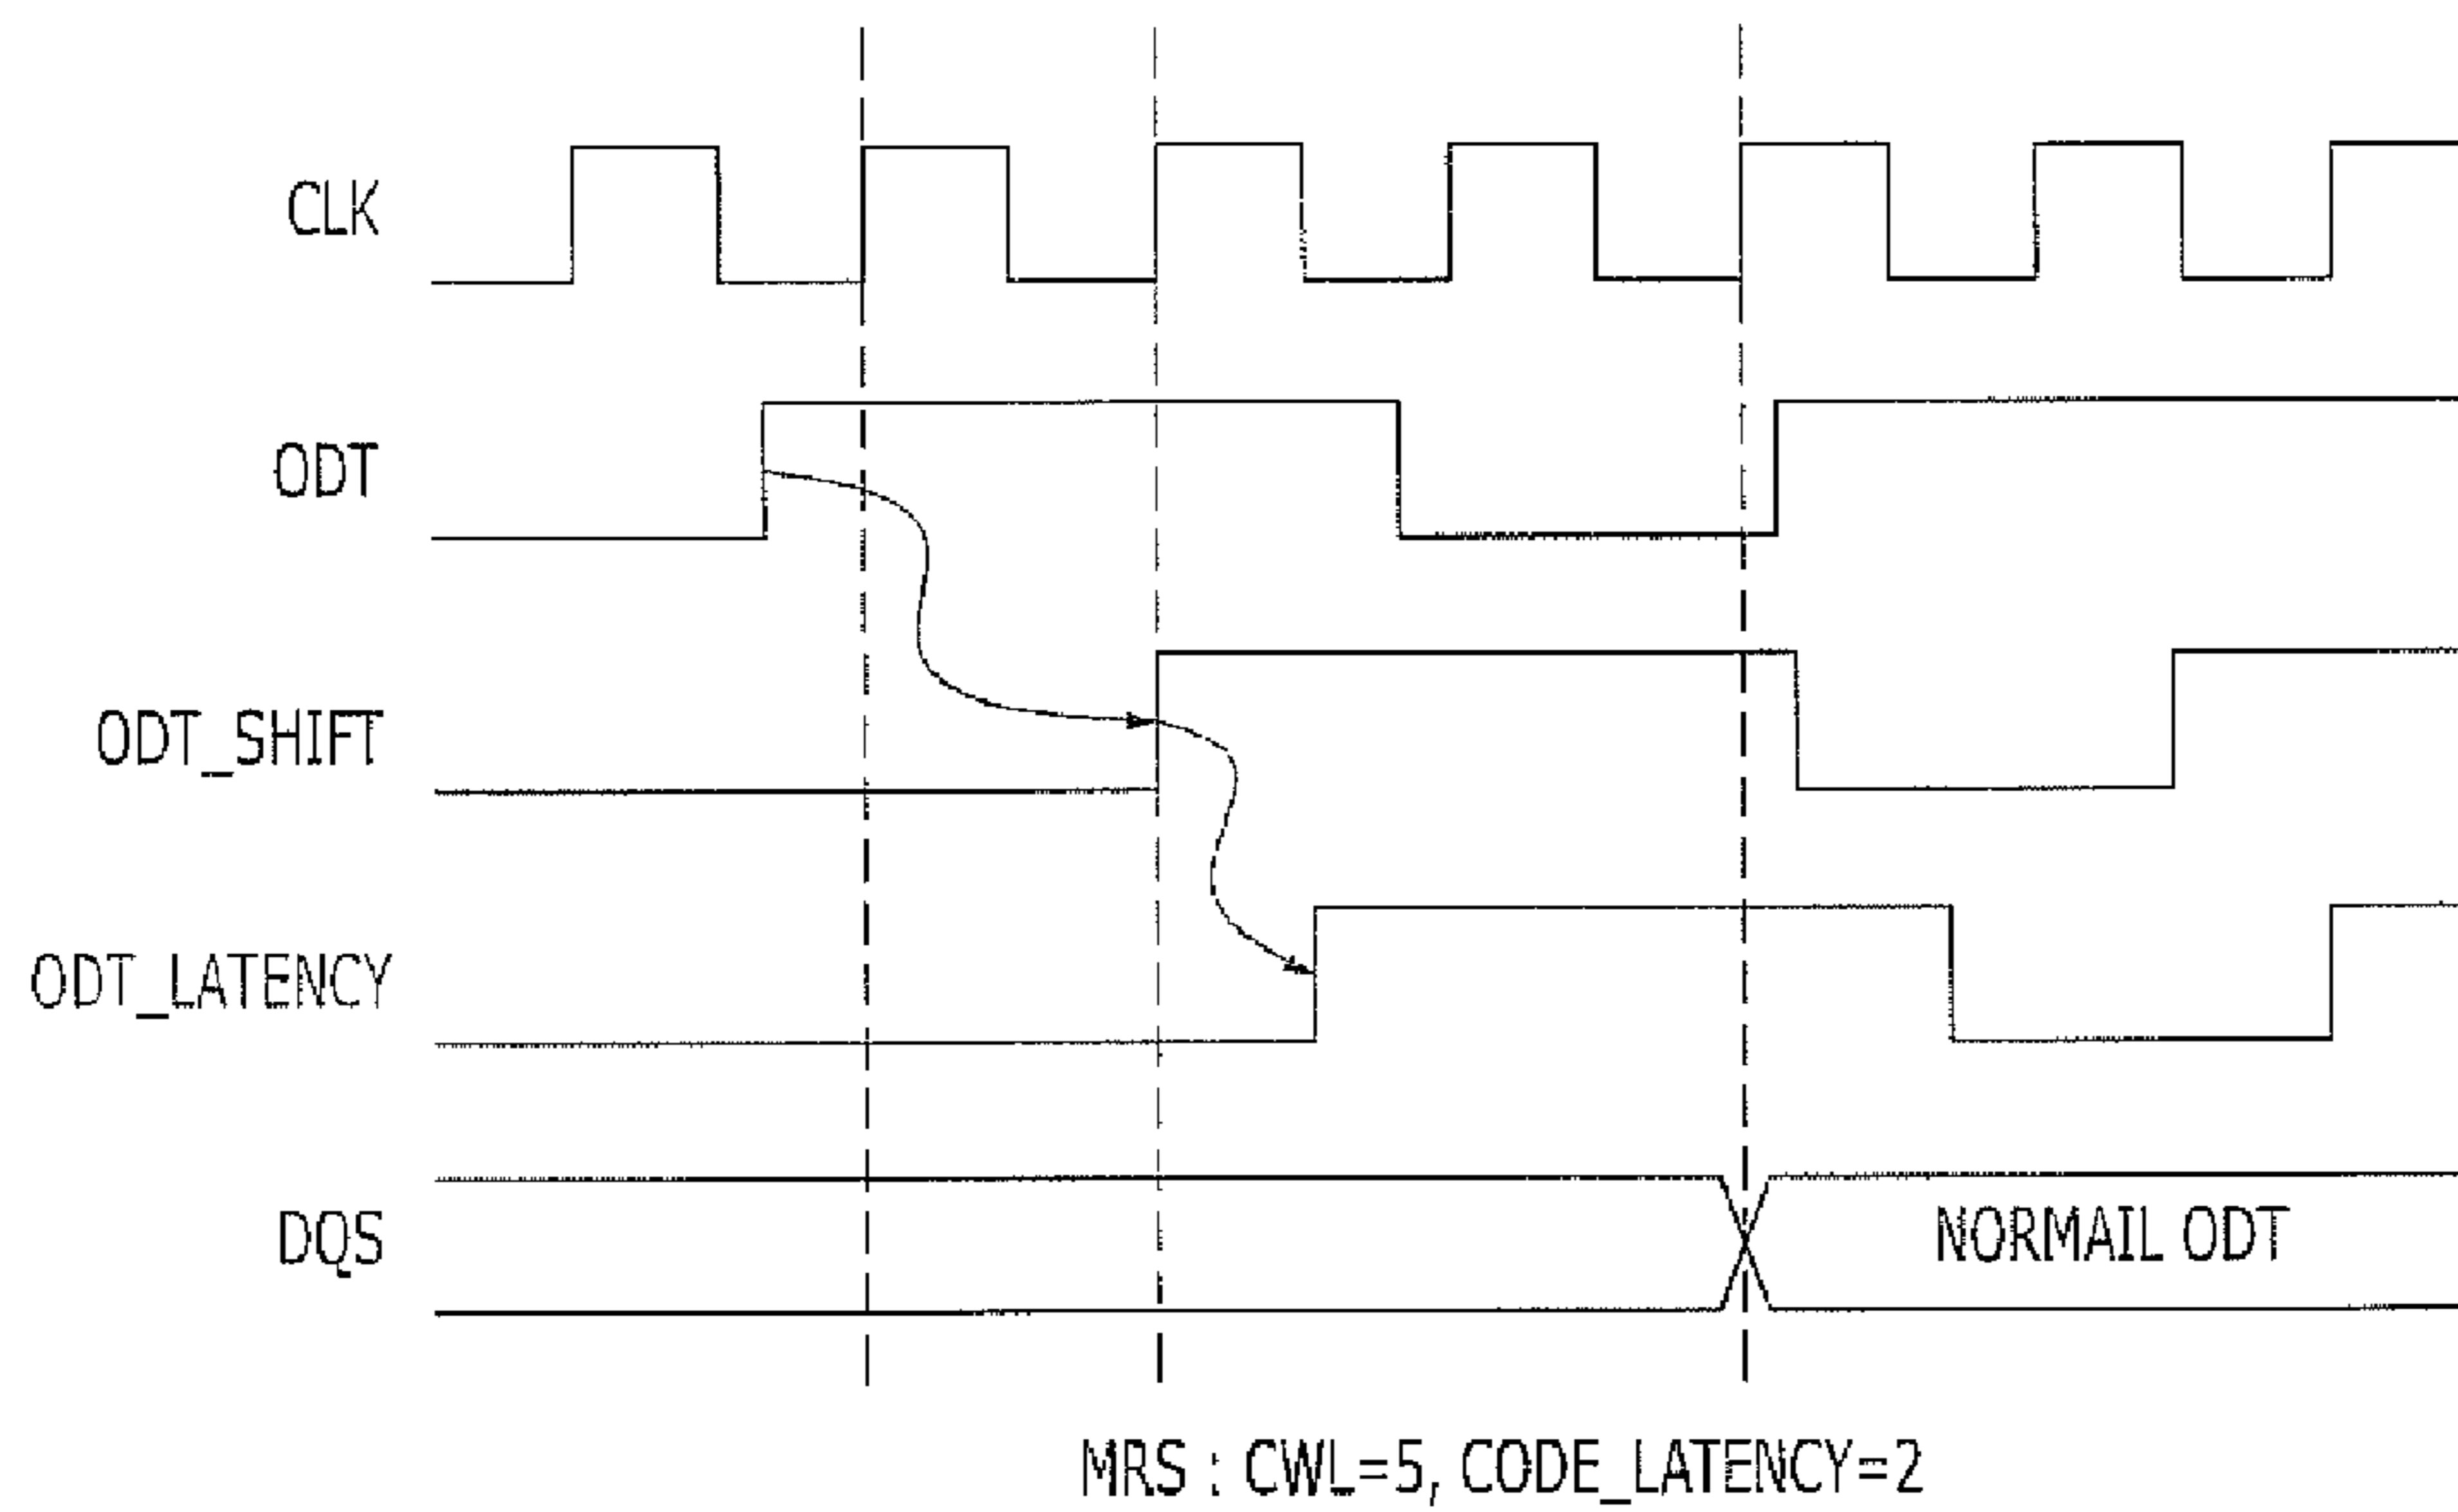 CLK
ODT
ODT_SHIFT
ODT_LATENCY
DQS
NORMAIL ODT
MRS : CWL=5, CODE_LATENCY=2